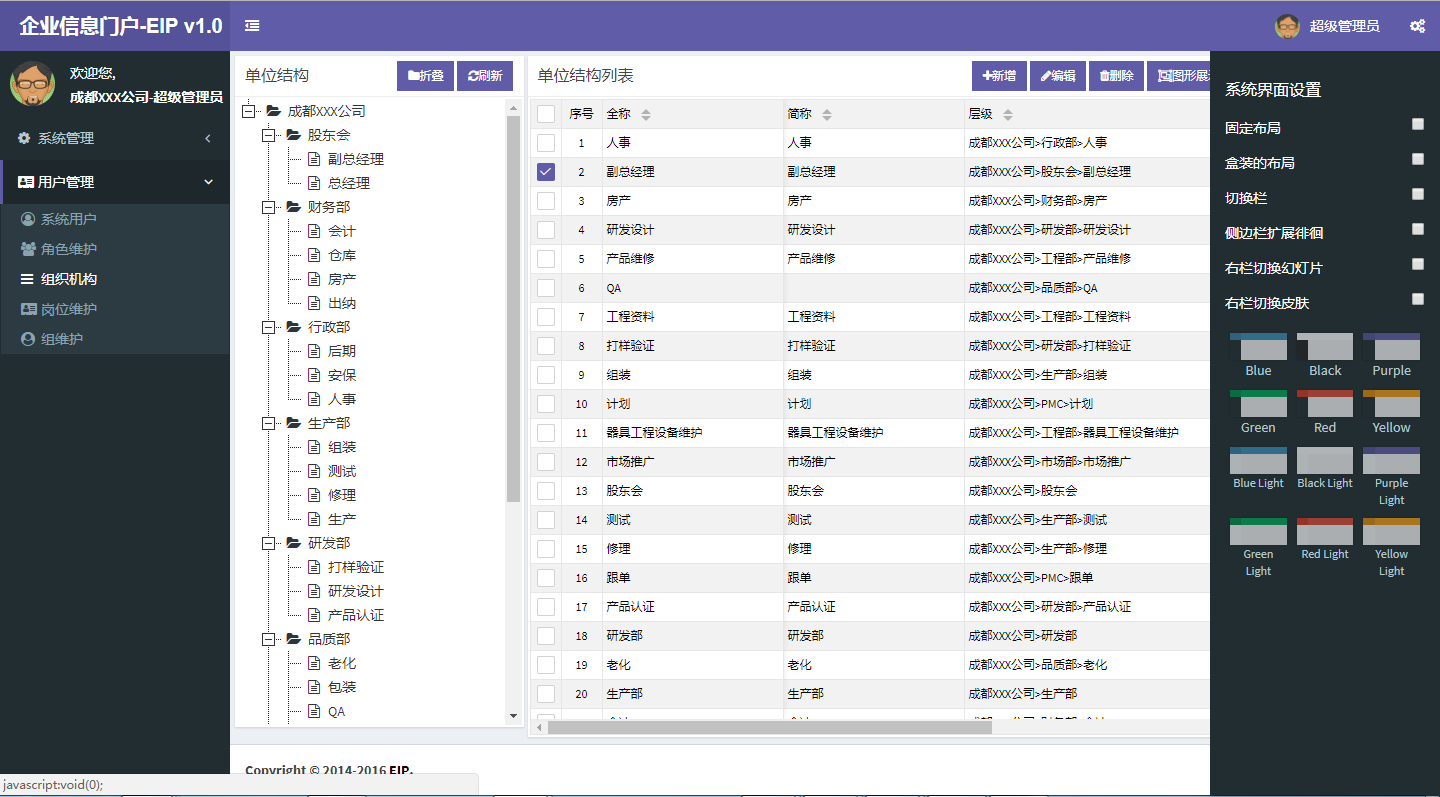 企业信息门户-EIP v1.0
超级管理员
欢迎您,
成都XXX公司-超级管理员
系统管理
用户管理
系统用户
角色维护
组织机构
岗位维护
组维护
单位结构
折叠
刷新
成都XXX公司
股东会
副总经理
总经理
财务部
会计
仓库
房产
出纳
行政部
后期
安保
人事
生产部
组装
测试
修理
生产
研发部
打样验证
研发设计
产品认证
品质部
老化
包装
QA
单位结构列表
新增 编辑 删除 图形展
序号 全称 简称 层级
1 人事 人事 成都XXX公司>行政部>人事
2 副总经理 副总经理 成都XXX公司>股东会>副总经理
3 房产 房产 成都XXX公司>财务部>房产
4 研发设计 研发设计 成都XXX公司>研发部>研发设计
5 产品维修 产品维修 成都XXX公司>工程部>产品维修
6 QA 成都XXX公司>品质部>QA
7 工程资料 工程资料 成都XXX公司>工程部>工程资料
8 打样验证 打样验证 成都XXX公司>研发部>打样验证
9 组装 组装 成都XXX公司>生产部>组装
10 计划 计划 成都XXX公司>PMC>计划
11 器具工程设备维护 器具工程设备维护 成都XXX公司>工程部>器具工程设备维护
12 市场推广 市场推广 成都XXX公司>市场部>市场推广
13 股东会 股东会 成都XXX公司>股东会
14 测试 测试 成都XXX公司>生产部>测试
15 修理 修理 成都XXX公司>生产部>修理
16 跟单 跟单 成都XXX公司>PMC>跟单
17 产品认证 产品认证 成都XXX公司>研发部>产品认证
18 研发部 研发部 成都XXX公司>研发部
19 老化 老化 成都XXX公司>品质部>老化
20 生产部 生产部 成都XXX公司>生产部
系统界面设置
固定布局
盒装的布局
切换栏
侧边栏扩展徘徊
右栏切换幻灯片
右栏切换皮肤
Blue Black Purple
Green Red Yellow
Blue Light Black Light Purple Light
Green Light Red Light Yellow Light
Copyright © 2014-2016 EIP.
javascript:void(0);